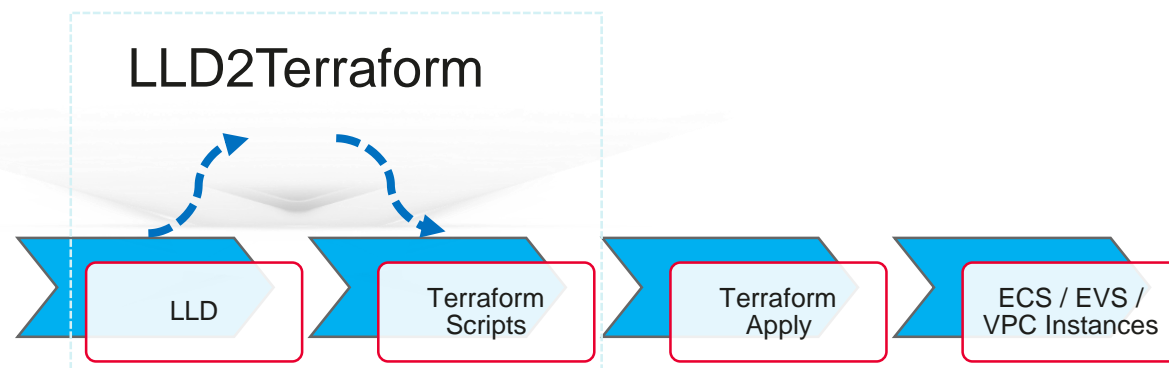 LLD2Terraform
LLD
Terraform
Scripts
Terraform
Apply
ECS / EVS /
VPC Instances